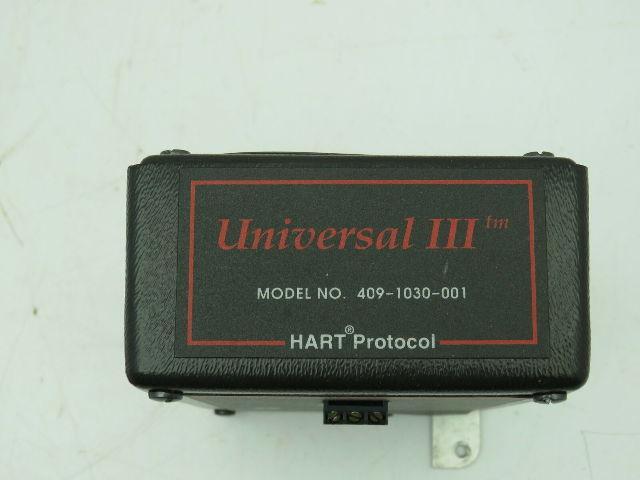 Universal III tm
MODEL NO. 409-1030-001
HART® Protocol